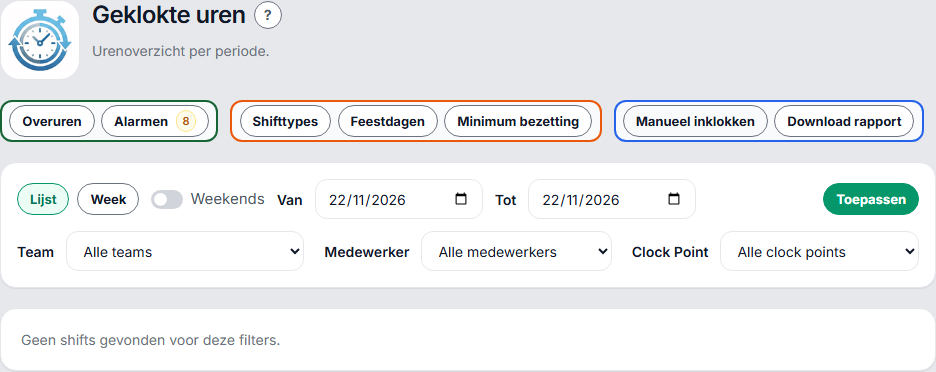 Geklokte uren ?
Urenoverzicht per periode.
Overuren Alarmen 8 Shifttypes Feestdagen Minimum bezetting Manueel inklokken Download rapport
Lijst Week Weekends Van 22/11/2026 Tot 22/11/2026 Toepassen
Team Alle teams Medewerker Alle medewerkers Clock Point Alle clock points
Geen shifts gevonden voor deze filters.